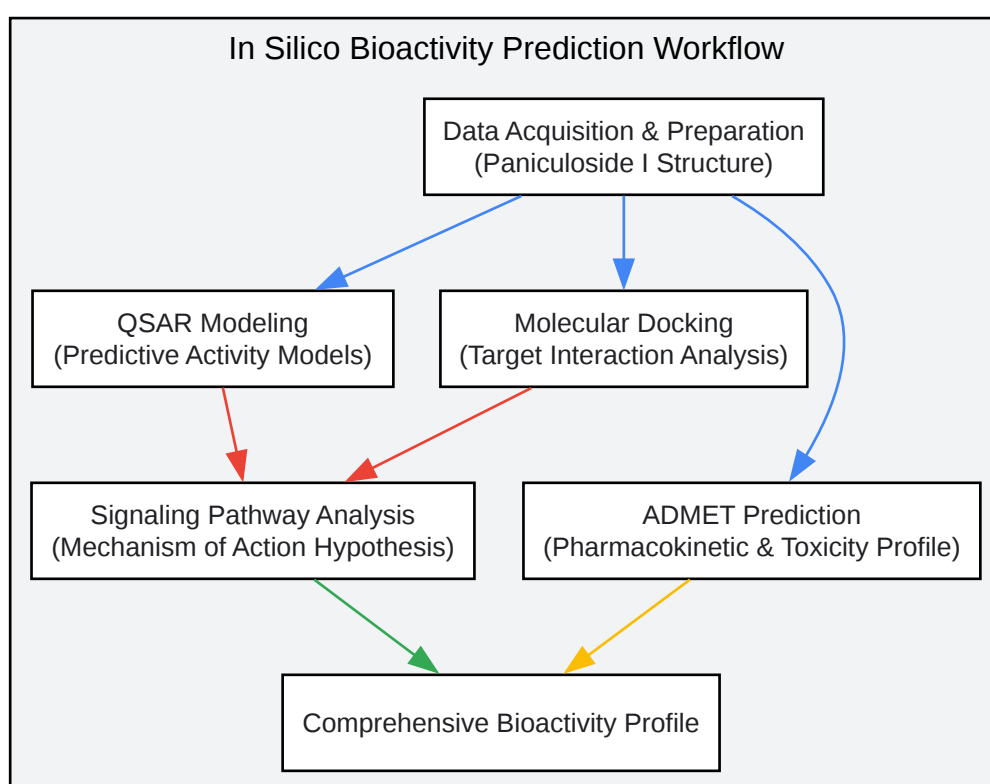 In Silico Bioactivity Prediction Workflow
Data Acquisition & Preparation
(Paniculoside I Structure)
QSAR Modeling
(Predictive Activity Models)
Molecular Docking
(Target Interaction Analysis)
Signaling Pathway Analysis
(Mechanism of Action Hypothesis)
ADMET Prediction
(Pharmacokinetic & Toxicity Profile)
Comprehensive Bioactivity Profile